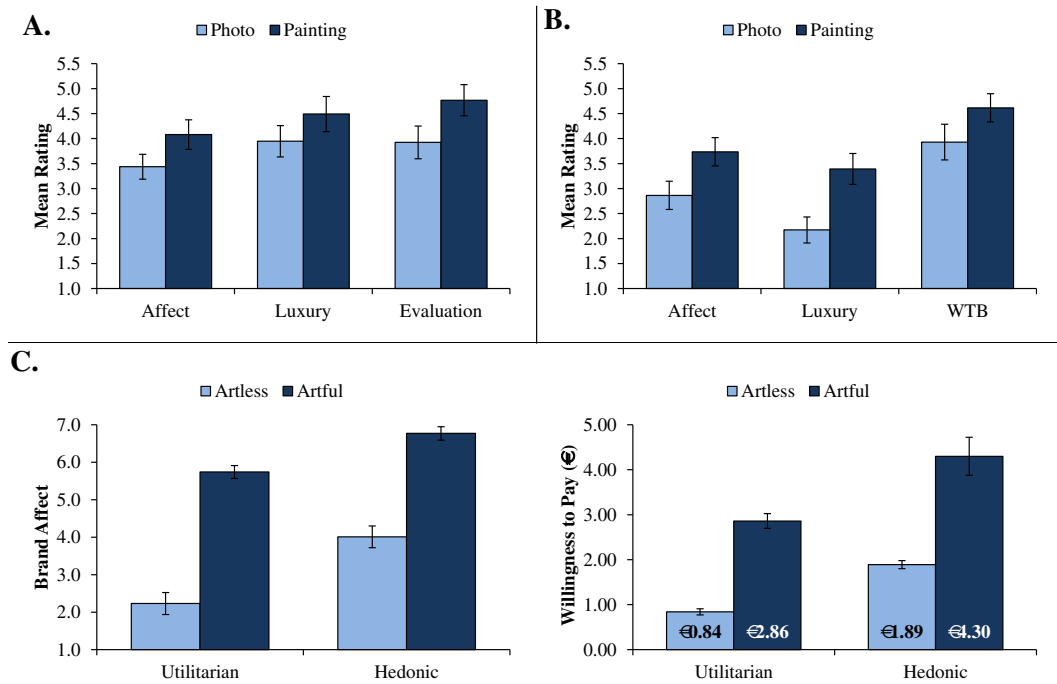 A.
Photo Painting
Mean Rating
5.5
5.0
4.5
4.0
3.5
3.0
2.5
2.0
1.5
1.0
Affect Luxury Evaluation
B.
Photo Painting
Mean Rating
5.5
5.0
4.5
4.0
3.5
3.0
2.5
2.0
1.5
1.0
Affect Luxury WTB
C.
Artless Artful
Brand Affect
7.0
6.0
5.0
4.0
3.0
2.0
1.0
Utilitarian Hedonic
Artless Artful
Willingness to Pay (€)
5.00
4.00
3.00
2.00
1.00
0.00
€0.84 €2.86 €1.89 €4.30
Utilitarian Hedonic